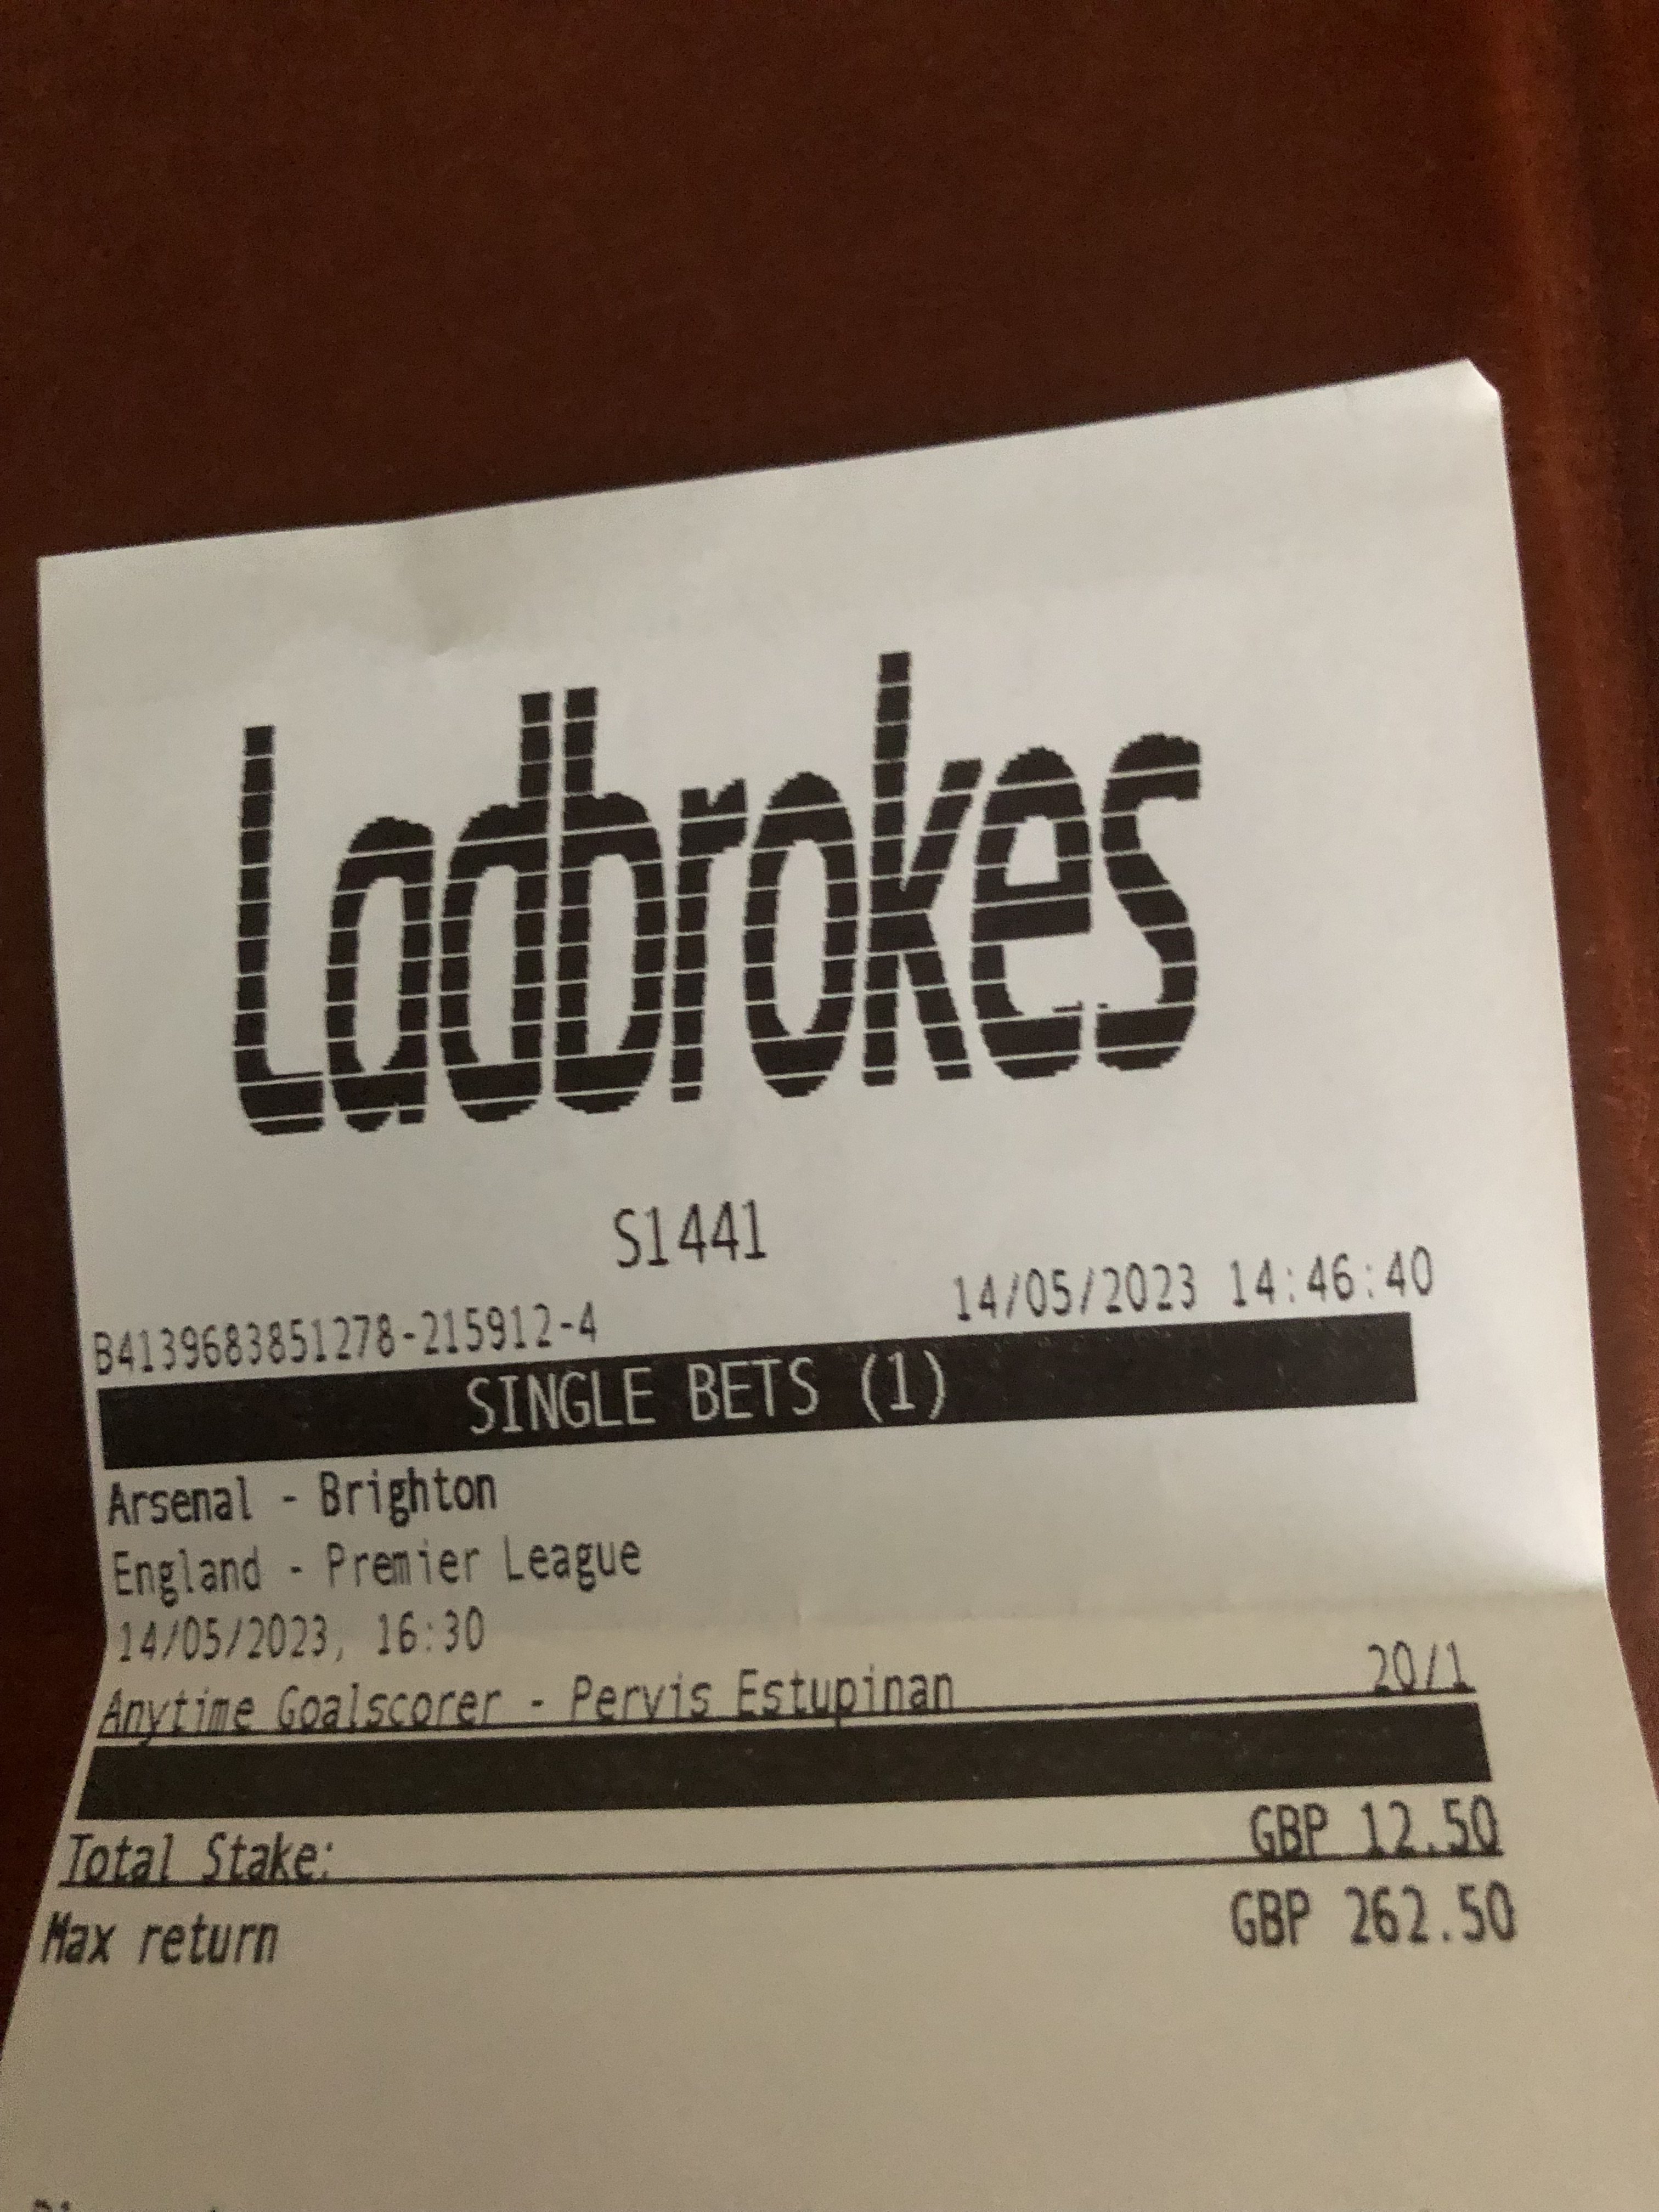 Ladbrokes
S1441
B4139683851278-215912-4 14/05/2023 14:46:40
SINGLE BETS (1)
Arsenal - Brighton
England - Premier League
14/05/2023, 16:30
Anytime Goalscorer - Pervis Estupinan 20/1
Total Stake: GBP 12.50
Max return GBP 262.50